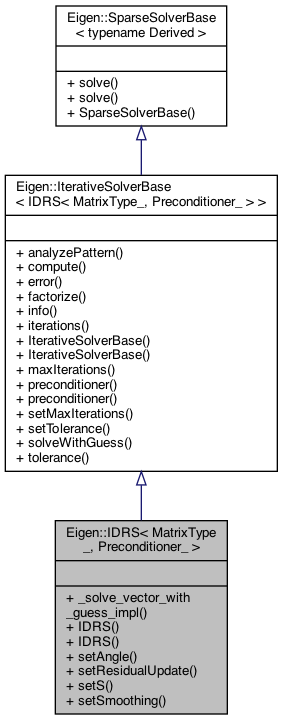 Eigen::SparseSolverBase
< typename Derived >
+ solve()
+ solve()
+ SparseSolverBase()
Eigen::IterativeSolverBase
< IDRS< MatrixType_, Preconditioner_ > >
+ analyzePattern()
+ compute()
+ error()
+ factorize()
+ info()
+ iterations()
+ IterativeSolverBase()
+ IterativeSolverBase()
+ maxIterations()
+ preconditioner()
+ preconditioner()
+ setMaxIterations()
+ setTolerance()
+ solveWithGuess()
+ tolerance()
Eigen::IDRS< MatrixType
_, Preconditioner_ >
+ _solve_vector_with
_guess_impl()
+ IDRS()
+ IDRS()
+ setAngle()
+ setResidualUpdate()
+ setS()
+ setSmoothing()